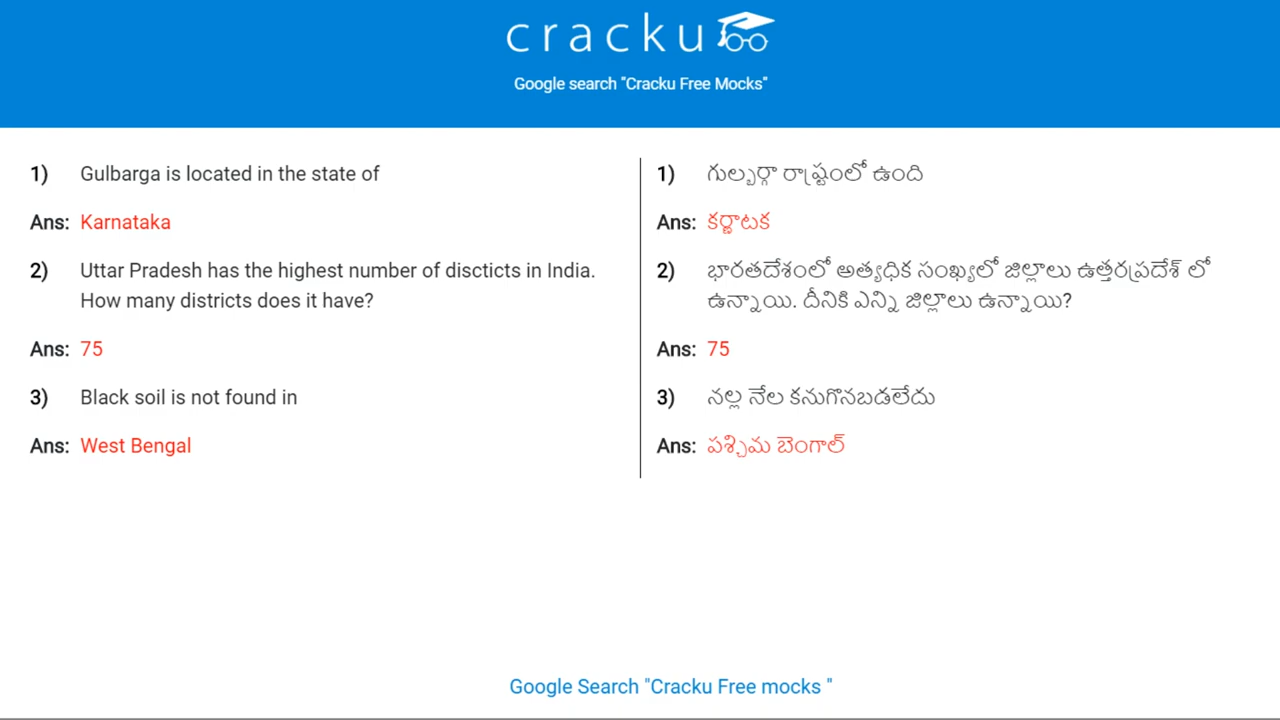 cracku
Google search "Cracku Free Mocks"
1) Gulbarga is located in the state of
Ans: Karnataka
2) Uttar Pradesh has the highest number of discticts in India.
How many districts does it have?
Ans: 75
3) Black soil is not found in
Ans: West Bengal
1) గుల్బర్గా రాష్ట్రంలో ఉంది
Ans: కర్ణాటక
2) భారతదేశంలో అత్యధిక సంఖ్యలో జిల్లాలు ఉత్తరప్రదేశ్ లో
ఉన్నాయి. దీనికి ఎన్ని జిల్లాలు ఉన్నాయి?
Ans: 75
3) నల్ల నేల కనుగొనబడలేదు
Ans: పశ్చిమ బెంగాల్
Google Search "Cracku Free mocks "